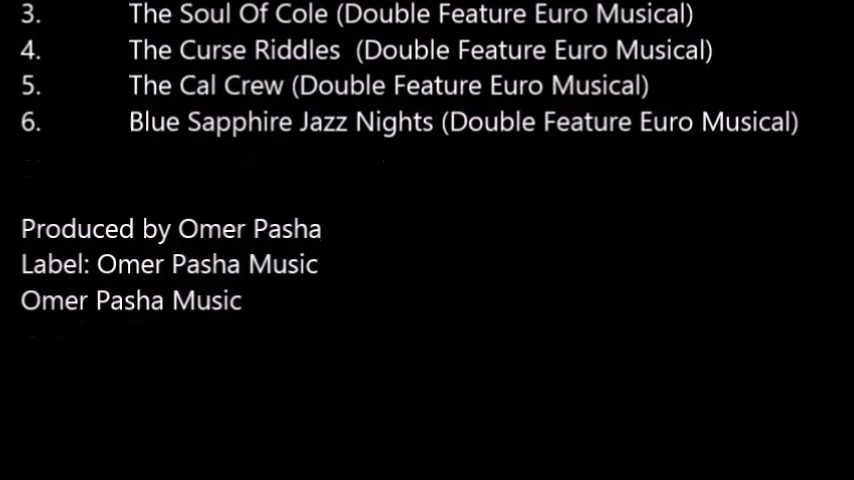 3. The Soul Of Cole (Double Feature Euro Musical)
4. The Curse Riddles (Double Feature Euro Musical)
5. The Cal Crew (Double Feature Euro Musical)
6. Blue Sapphire Jazz Nights (Double Feature Euro Musical)
Produced by Omer Pasha
Label: Omer Pasha Music
Omer Pasha Music